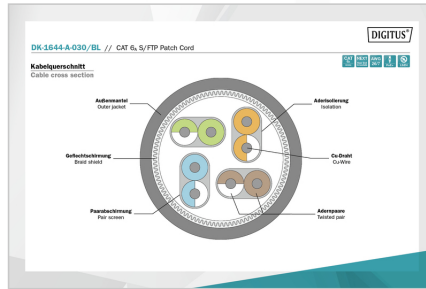 DIGITUS®
DK-1644-A-030/BL // CAT 6A S/FTP Patch Cord
Kabelquerschnitt
Cable cross section
Außenmantel
Outer jacket
Aderisolierung
Isolation
Geflechtschirmung
Braid shield
Cu-Draht
Cu-Wire
Paarabschirmung
Pair screen
Adernpaare
Twisted pair